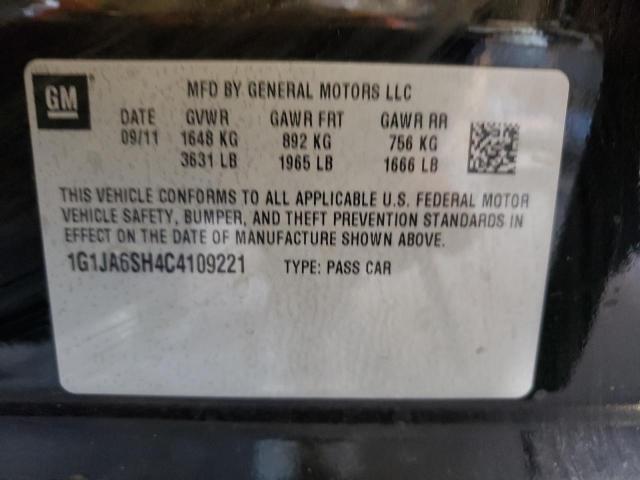 GM
MFD BY GENERAL MOTORS LLC
DATE GVWR GAWR FRT GAWR RR
09/11 1648 KG 892 KG 756 KG
3631 LB 1965 LB 1666 LB
THIS VEHICLE CONFORMS TO ALL APPLICABLE U.S. FEDERAL MOTOR
VEHICLE SAFETY, BUMPER, AND THEFT PREVENTION STANDARDS IN
EFFECT ON THE DATE OF MANUFACTURE SHOWN ABOVE.
1G1JA6SH4C4109221 TYPE: PASS CAR